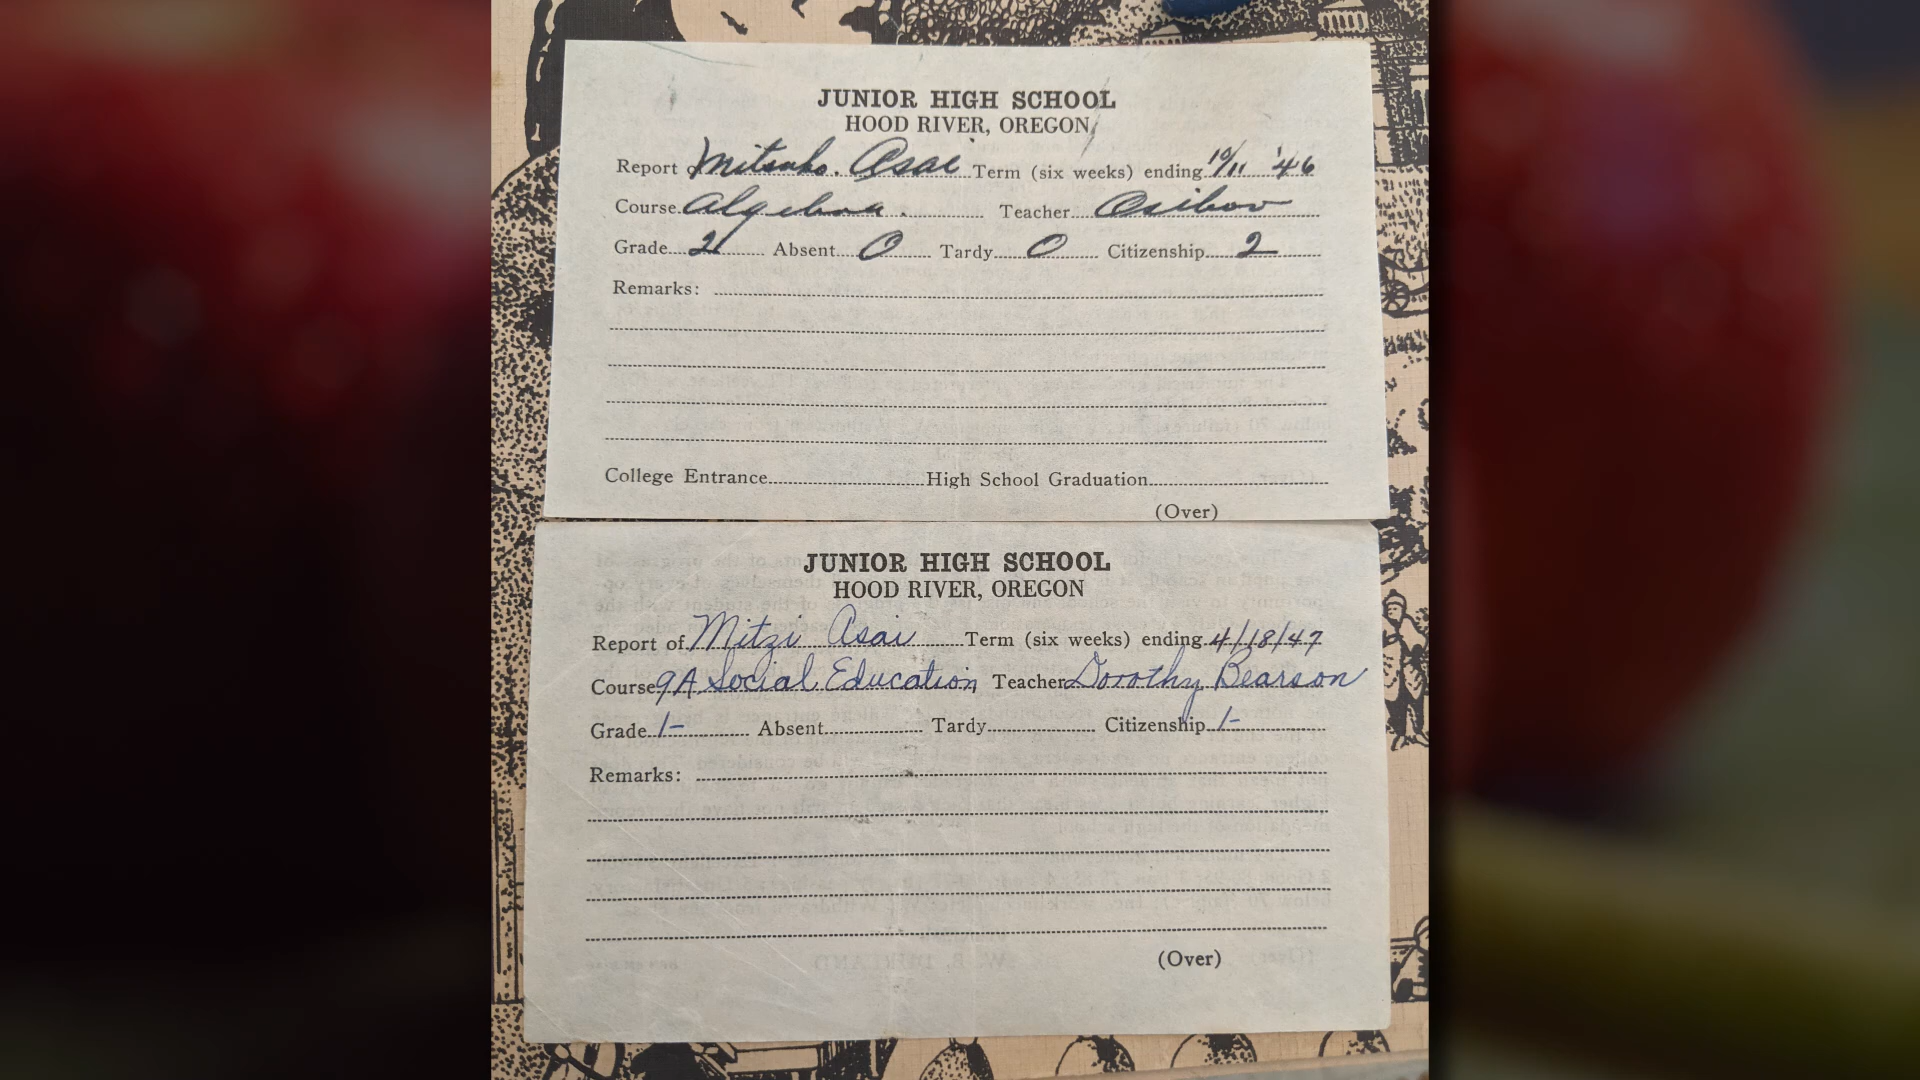 JUNIOR HIGH SCHOOL
HOOD RIVER, OREGON
Report of Mitsuko Asai Term (six weeks) ending 10/11 '46
Course Algebra Teacher
Grade 2 Absent 0 Tardy 0 Citizenship 2
Remarks:
College Entrance High School Graduation
(Over)
JUNIOR HIGH SCHOOL
HOOD RIVER, OREGON
Report of Mitzi Asai Term (six weeks) ending 4/18/47
Course 9A Social Education Teacher Dorothy Bearson
Grade 1- Absent Tardy Citizenship 1-
Remarks:
(Over)